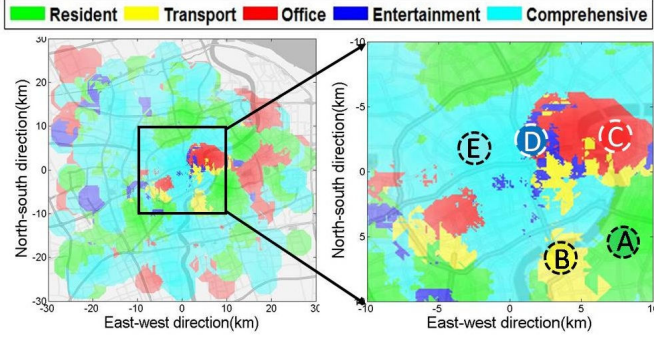 Resident Transport Office Entertainment Comprehensive
30
20
10
0
-10
-20
-30
-30 -20 -10 0 10 20 30
North-south direction(km)
East-west direction(km)
-10
-5
0
5
-10 -5 0 5 10
North-south direction(km)
East-west direction(km)
D
C
E
A
B